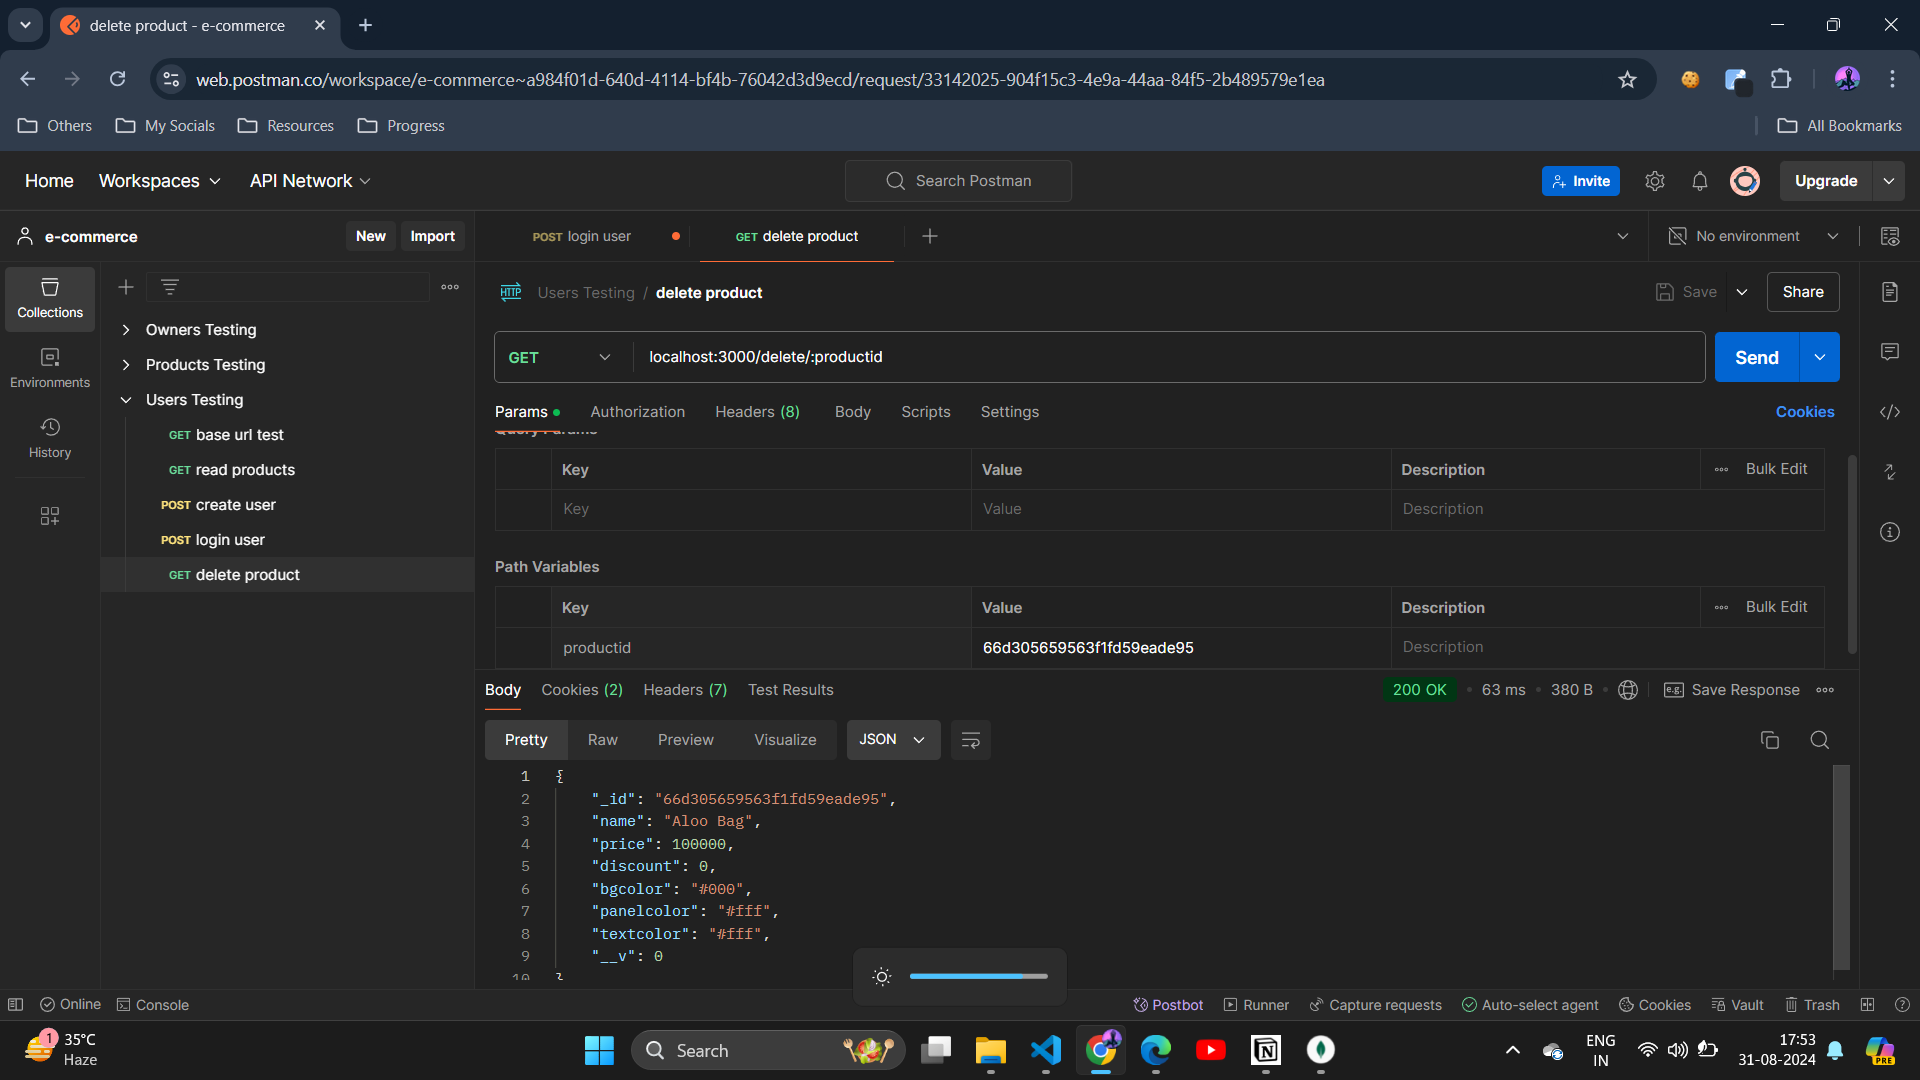 delete product - e-commerce
web.postman.co/workspace/e-commerce~a984f01d-640d-4114-bf4b-76042d3d9ecd/request/33142025-904f15c3-4e9a-44aa-84f5-2b489579e1ea
Others My Socials Resources Progress All Bookmarks
Home Workspaces API Network Search Postman Invite Upgrade
e-commerce New Import POST login user GET delete product No environment
Collections
Environments
History
Owners Testing
Products Testing
Users Testing
GET base url test
GET read products
POST create user
POST login user
GET delete product
HTTP Users Testing / delete product Save Share
GET localhost:3000/delete/:productid Send
Params Authorization Headers (8) Body Scripts Settings Cookies
Query Params
Key Value Description Bulk Edit
Key Value Description
Path Variables
Key Value Description Bulk Edit
productid 66d305659563f1fd59eade95 Description
Body Cookies (2) Headers (7) Test Results 200 OK 63 ms 380 B e.g. Save Response
Pretty Raw Preview Visualize JSON
1 {
2 "_id": "66d305659563f1fd59eade95",
3 "name": "Aloo Bag",
4 "price": 100000,
5 "discount": 0,
6 "bgcolor": "#000",
7 "panelcolor": "#fff",
8 "textcolor": "#fff",
9 "__v": 0
10 }
Online Console Postbot Runner Capture requests Auto-select agent Cookies Vault Trash
1 35°C
Haze
Search
ENG
IN
17:53
31-08-2024
PRE